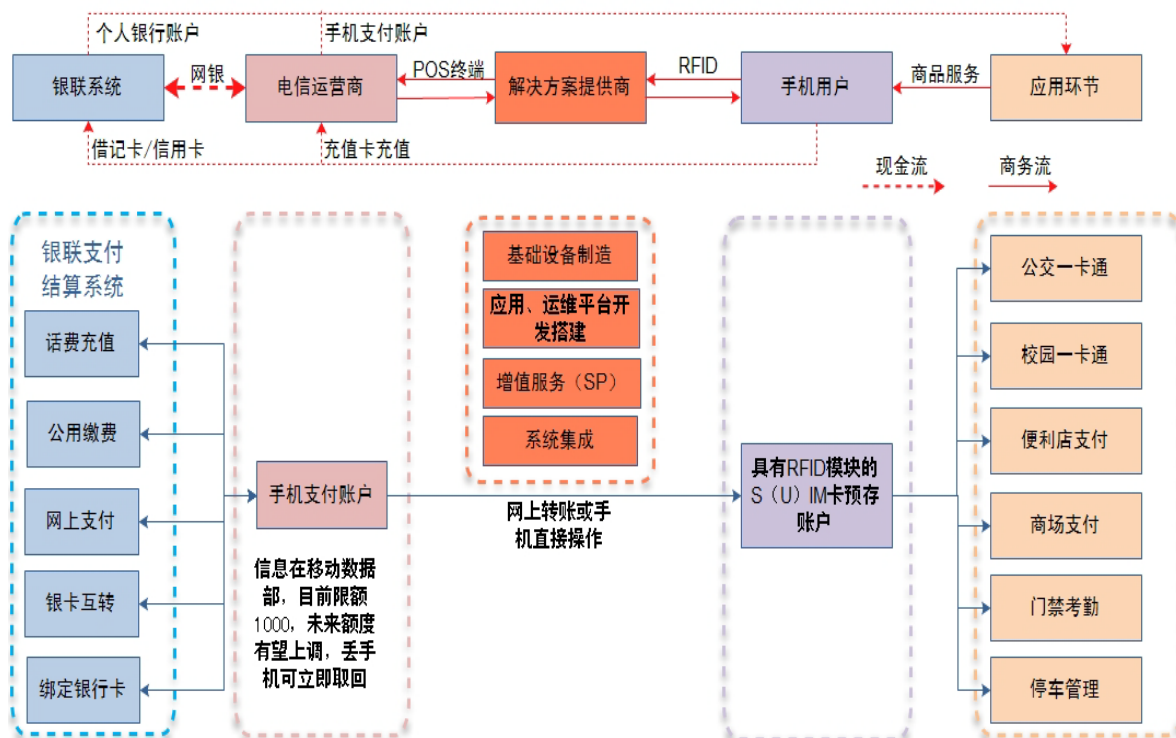 个人银行账户
手机支付账户
银联系统
网银
电信运营商
POS终端
解决方案提供商
RFID
手机用户
商品服务
应用环节
借记卡/信用卡
充值卡充值
现金流
商务流
银联支付
结算系统
话费充值
公用缴费
网上支付
银卡互转
绑定银行卡
手机支付账户
信息在移动数据
部，目前限额
1000，未来额度
有望上调，丢手
机可立即取回
基础设备制造
应用、运维平台开
发搭建
增值服务（SP）
系统集成
网上转账或手
机直接操作
具有RFID模块的
S（U）IM卡预存
账户
公交一卡通
校园一卡通
便利店支付
商场支付
门禁考勤
停车管理